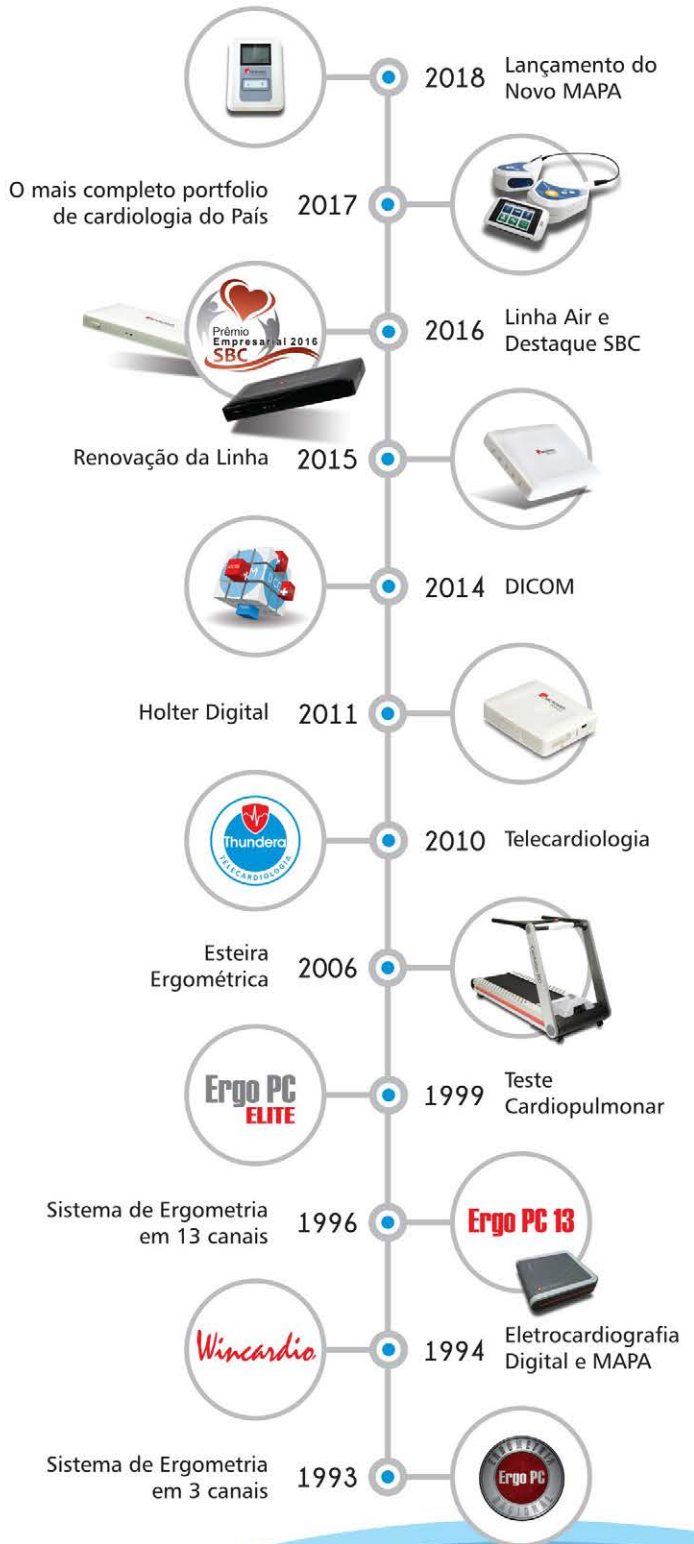 2018
Lançamento do
Novo MAPA
O mais completo portfolio
de cardiologia do País
2017
Prêmio
Empresarial 2016
SBC
2016
Linha Air e
Destaque SBC
Renovação da Linha
2015
2014
DICOM
Holter Digital
2011
Thundera
TELECARDIOLOGIA
2010
Telecardiologia
Esteira
Ergométrica
2006
Ergo PC
ELITE
1999
Teste
Cardiopulmonar
Sistema de Ergometria
em 13 canais
1996
Ergo PC 13
Wincardio
1994
Eletrocardiografia
Digital e MAPA
Sistema de Ergometria
em 3 canais
1993
ERGOMETRIA
Ergo PC